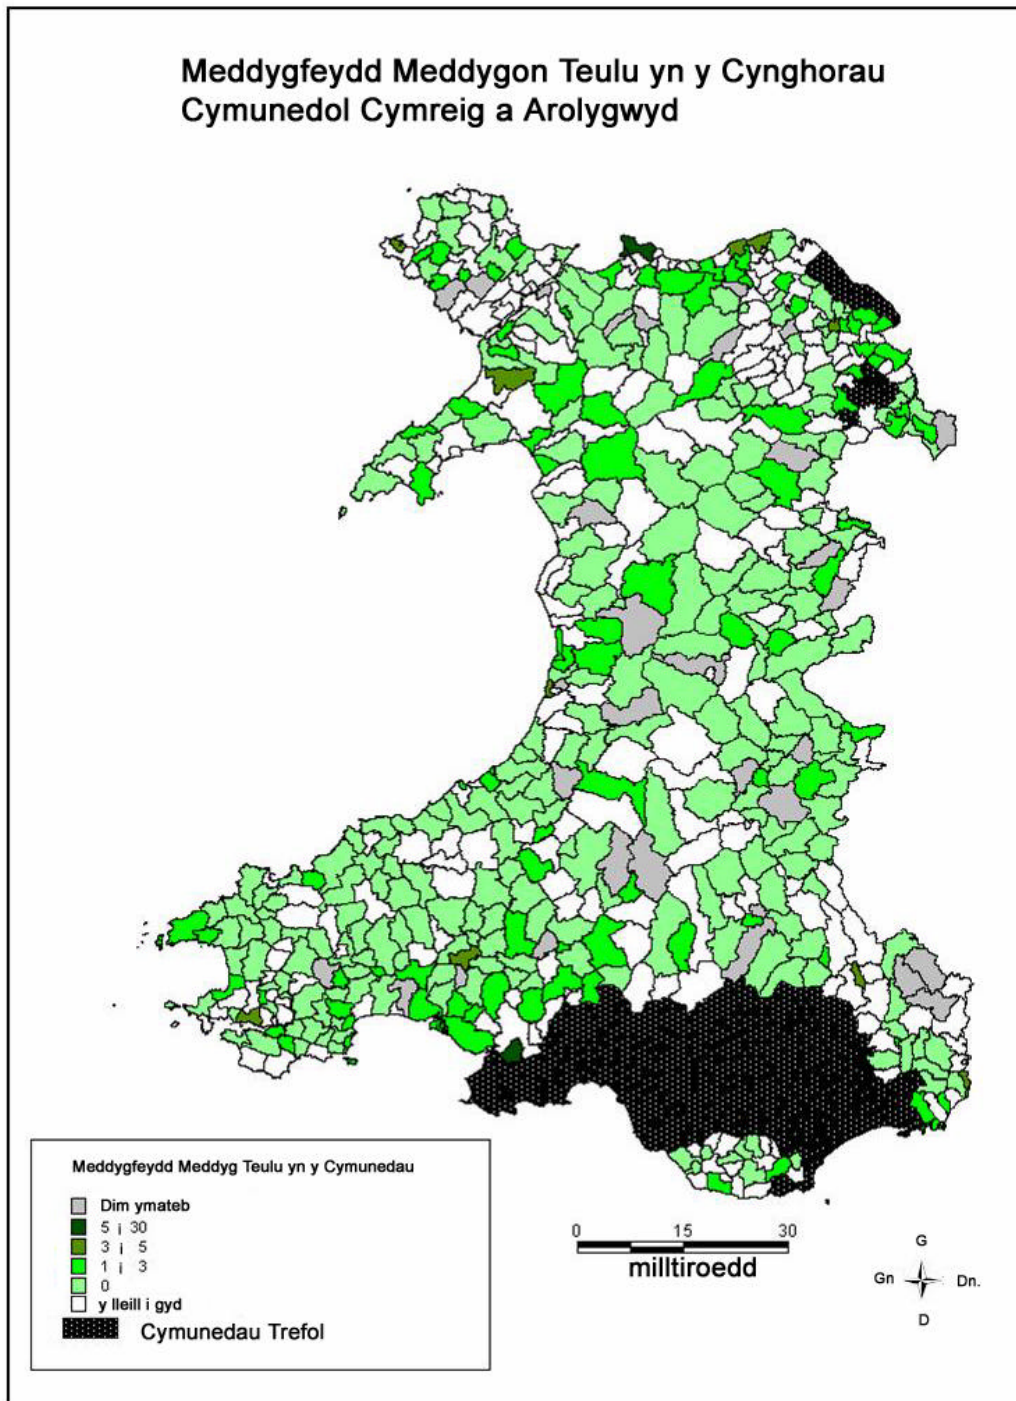 Meddygfeydd Meddygon Teulu yn y Cynghorau
Cymunedol Cymreig a Arolygwyd
Meddygfeydd Meddyg Teulu yn y Cymunedau
Dim ymateb
5 i 30
3 i 5
1 i 3
0
y lleill i gyd
Cymunedau Trefol
0 15 30
milltiroedd
G
Gn Dn.
D